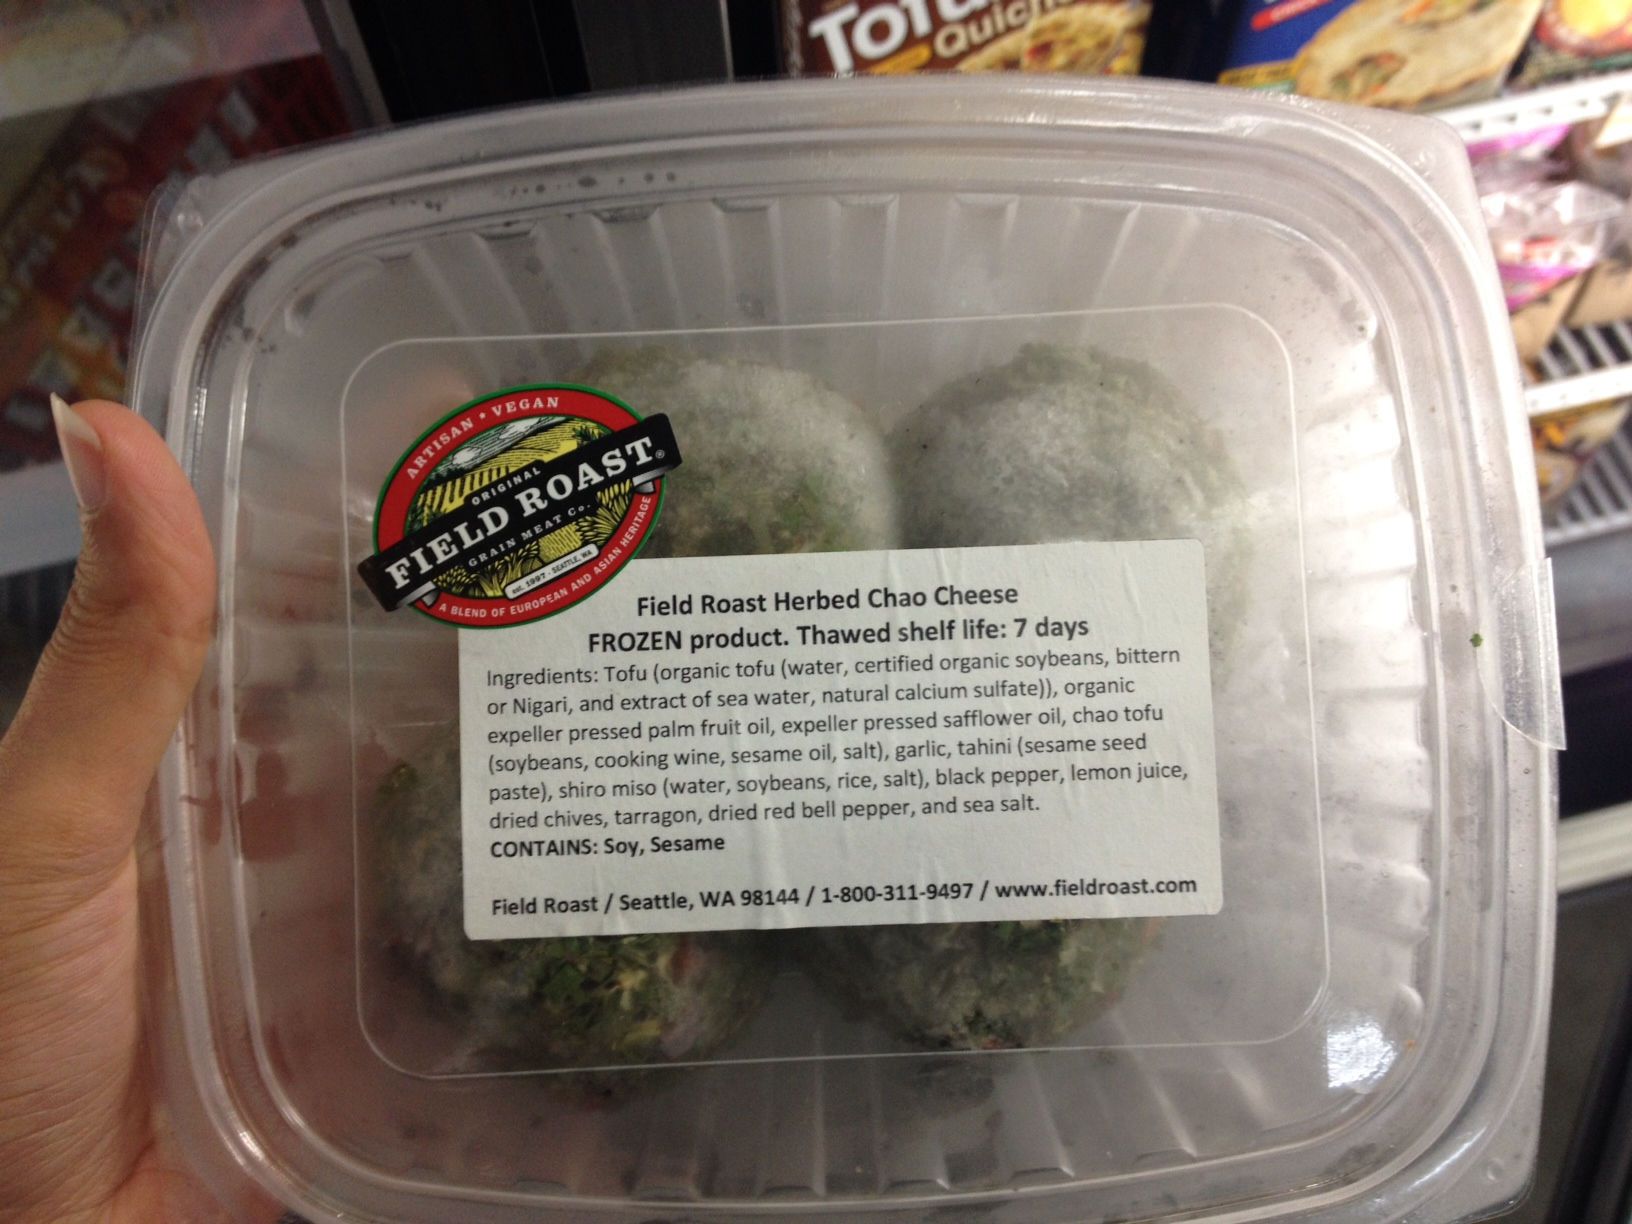 Tofu
Quich
ARTISAN * VEGAN
ORIGINAL
FIELD ROAST®
GRAIN MEAT Co.
est. 1997 - SEATTLE, WA
A BLEND OF EUROPEAN AND ASIAN HERITAGE
Field Roast Herbed Chao Cheese
FROZEN product. Thawed shelf life: 7 days
Ingredients: Tofu (organic tofu (water, certified organic soybeans, bittern
or Nigari, and extract of sea water, natural calcium sulfate)), organic
expeller pressed palm fruit oil, expeller pressed safflower oil, chao tofu
(soybeans, cooking wine, sesame oil, salt), garlic, tahini (sesame seed
paste), shiro miso (water, soybeans, rice, salt), black pepper, lemon juice,
dried chives, tarragon, dried red bell pepper, and sea salt.
CONTAINS: Soy, Sesame
Field Roast / Seattle, WA 98144 / 1-800-311-9497 / www.fieldroast.com